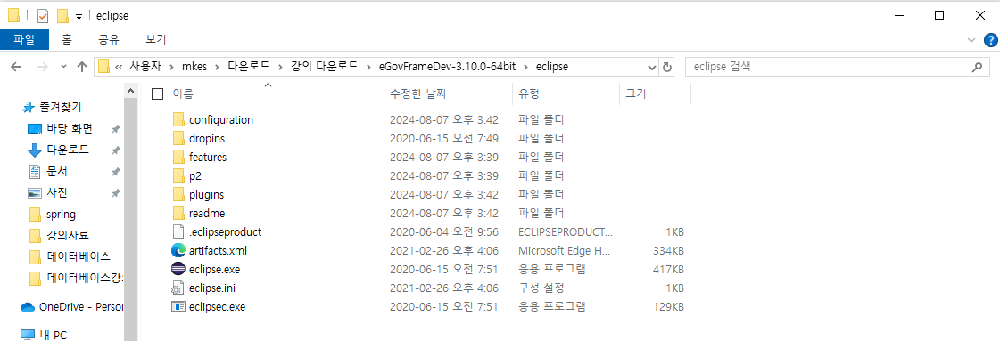 eclipse
파일 홈 공유 보기
« 사용자 > mkes > 다운로드 > 강의 다운로드 > eGovFrameDev-3.10.0-64bit > eclipse
eclipse 검색
즐겨찾기
바탕 화면
다운로드
문서
사진
spring
강의자료
데이터베이스
데이터베이스강
OneDrive - Person
내 PC
이름 수정한 날짜 유형 크기
configuration 2024-08-07 오후 3:42 파일 폴더
dropins 2020-06-15 오전 7:49 파일 폴더
features 2024-08-07 오후 3:39 파일 폴더
p2 2024-08-07 오후 3:39 파일 폴더
plugins 2024-08-07 오후 3:42 파일 폴더
readme 2024-08-07 오후 3:42 파일 폴더
.eclipseproduct 2020-06-04 오전 9:56 ECLIPSEPRODUCT... 1KB
artifacts.xml 2021-02-26 오후 4:06 Microsoft Edge H... 334KB
eclipse.exe 2020-06-15 오전 7:51 응용 프로그램 417KB
eclipse.ini 2021-02-26 오후 4:06 구성 설정 1KB
eclipsec.exe 2020-06-15 오전 7:51 응용 프로그램 129KB